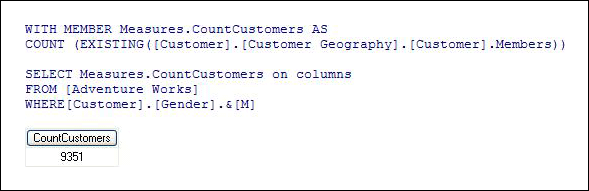 WITH MEMBER Measures.CountCustomers AS
COUNT (EXISTING([Customer].[Customer Geography].[Customer].Members))
SELECT Measures.CountCustomers on columns
FROM [Adventure Works]
WHERE[Customer].[Gender].&[M]
CountCustomers
9351